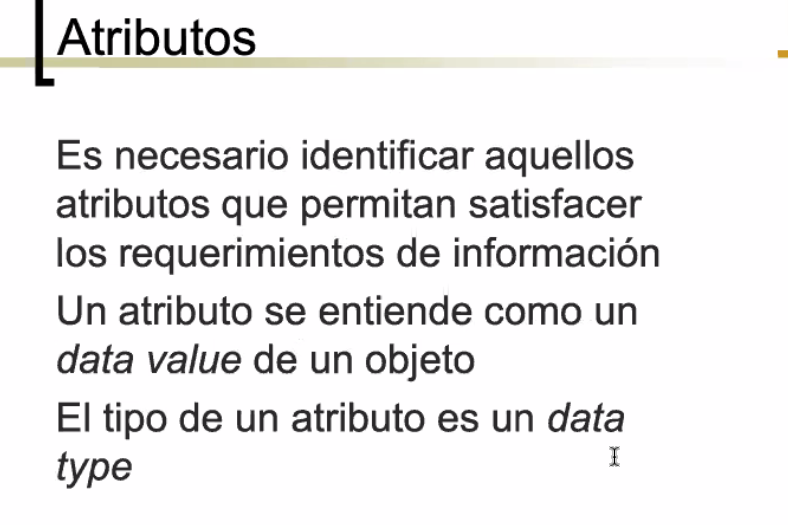 Atributos
Es necesario identificar aquellos
atributos que permitan satisfacer
los requerimientos de información
Un atributo se entiende como un
data value de un objeto
El tipo de un atributo es un data
type